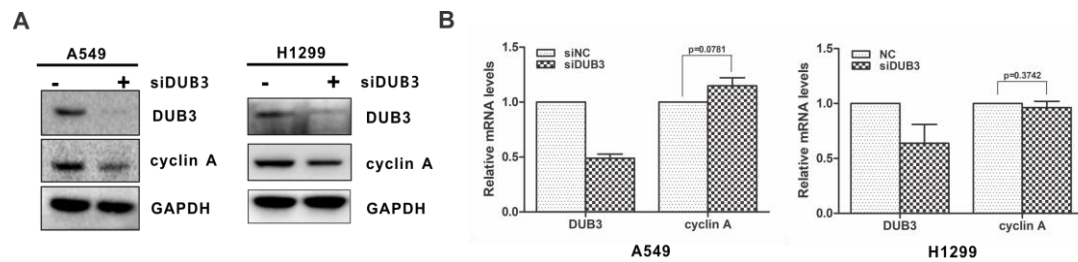 A
A549
- + siDUB3
DUB3
cyclin A
GAPDH
H1299
- + siDUB3
DUB3
cyclin A
GAPDH
B
Relative mRNA levels
1.5
1.0
0.5
0.0
siNC
siDUB3
p=0.0781
DUB3 cyclin A
A549
Relative mRNA levels
1.5
1.0
0.5
0.0
NC
siDUB3
p=0.3742
DUB3 cyclin A
H1299